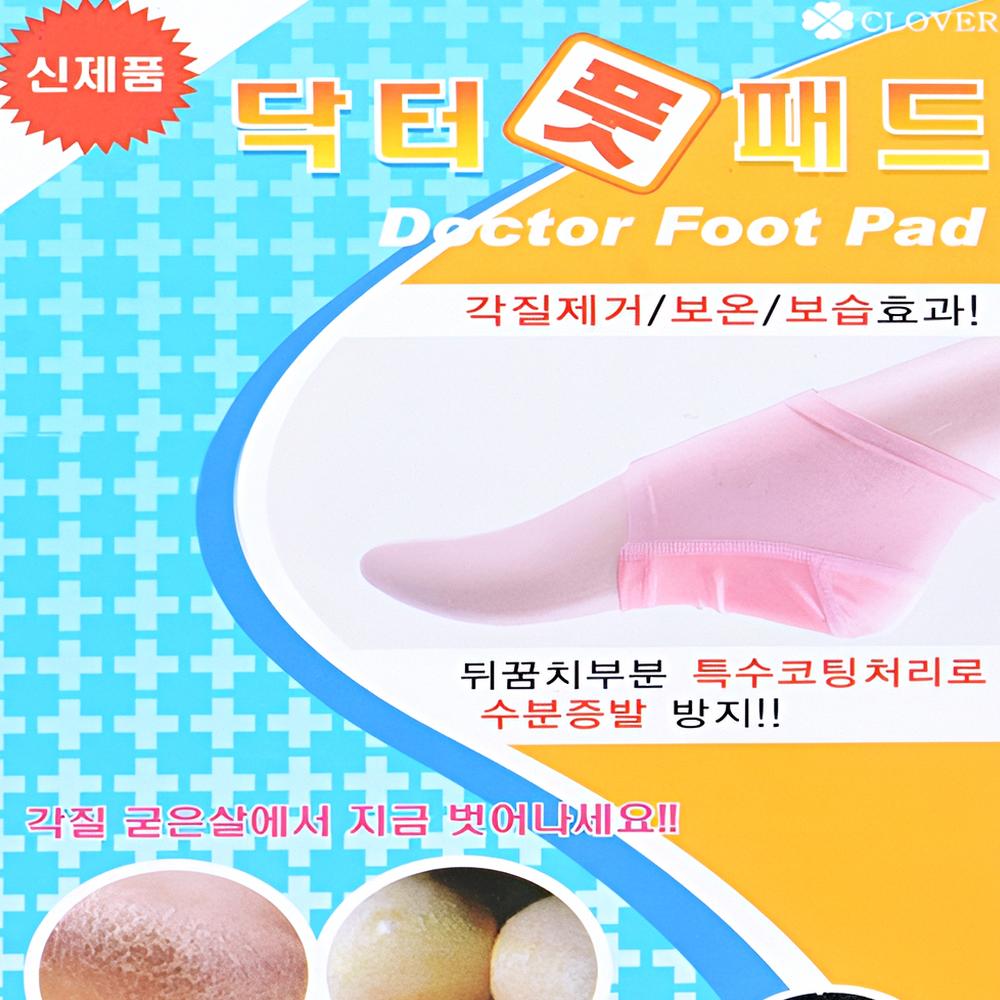 CLOVER
신제품
닥터 풋 패드
Doctor Foot Pad
각질제거/보온/보습효과!
뒤꿈치부분 특수코팅처리로
수분증발 방지!!
각질 굳은살에서 지금 벗어나세요!!